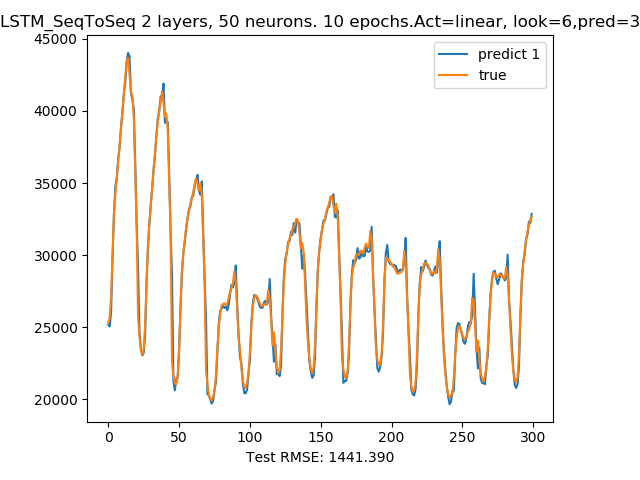 LSTM_SeqToSeq 2 layers, 50 neurons. 10 epochs.Act=linear, look=6,pred=3
predict 1
true
45000
40000
35000
30000
25000
20000
0 50 100 150 200 250 300
Test RMSE: 1441.390